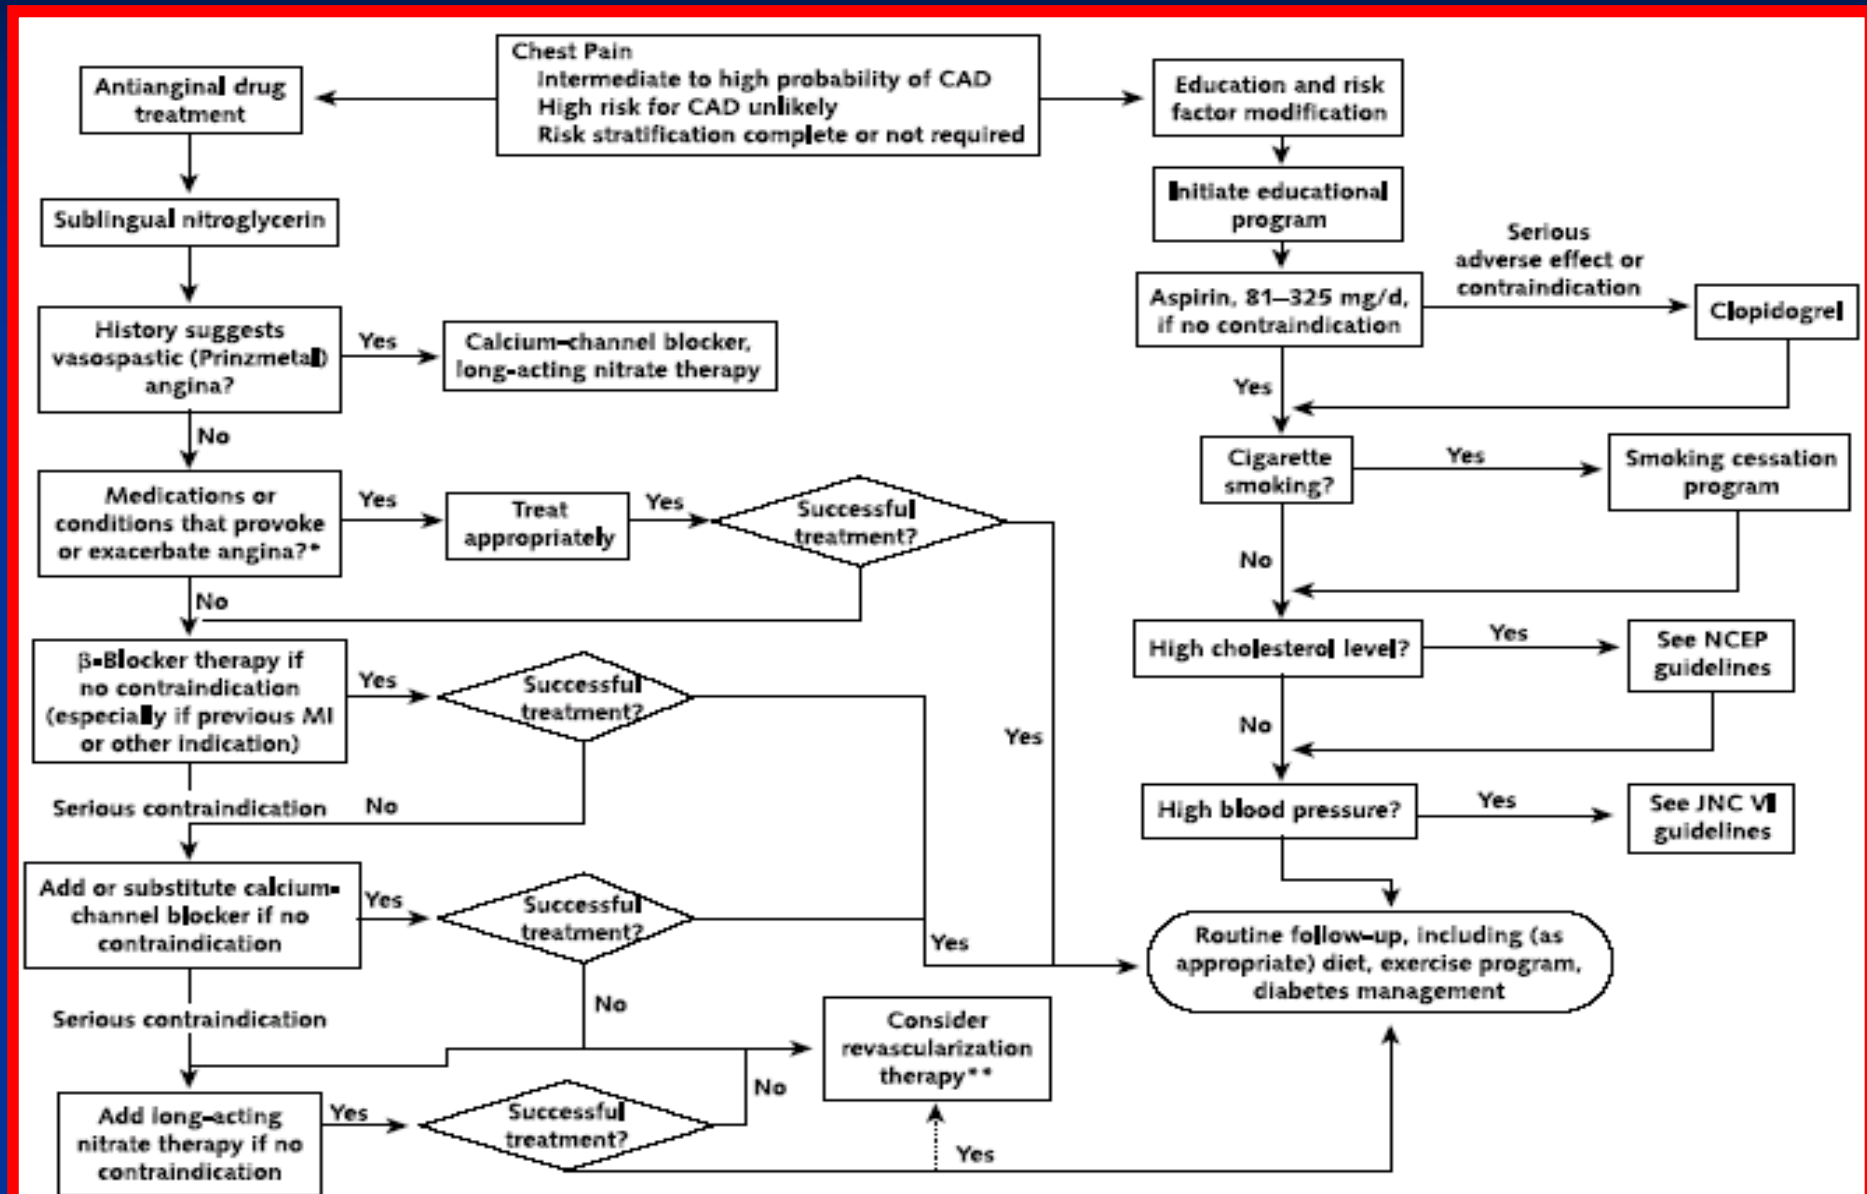 Chest Pain
Intermediate to high probability of CAD
High risk for CAD unlikely
Risk stratification complete or not required
Antianginal drug
treatment
Sublingual nitroglycerin
History suggests
vasospastic (Prinzmetal)
angina?
Yes
Calcium-channel blocker,
long-acting nitrate therapy
No
Medications or
conditions that provoke
or exacerbate angina?*
Yes
Treat
appropriately
Yes
Successful
treatment?
No
Yes
β-Blocker therapy if
no contraindication
(especially if previous MI
or other indication)
Yes
Successful
treatment?
Serious contraindication
No
Add or substitute calcium-
channel blocker if no
contraindication
Yes
Successful
treatment?
Yes
No
Serious contraindication
Add long-acting
nitrate therapy if no
contraindication
Yes
Successful
treatment?
No
Consider
revascularization
therapy**
Yes
Education and risk
factor modification
Initiate educational
program
Aspirin, 81–325 mg/d,
if no contraindication
Serious
adverse effect or
contraindication
Clopidogrel
Yes
Cigarette
smoking?
Yes
Smoking cessation
program
No
High cholesterol level?
Yes
See NCEP
guidelines
No
High blood pressure?
Yes
See JNC VI
guidelines
Routine follow-up, including (as
appropriate) diet, exercise program,
diabetes management